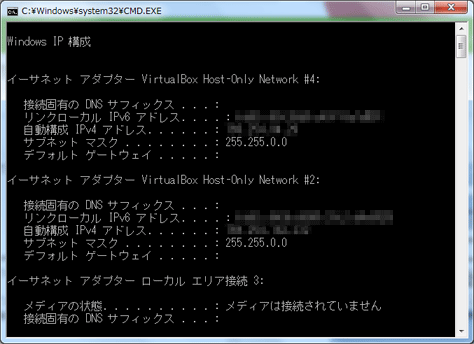 C:¥Windows¥system32¥CMD.EXE
Windows IP 構成
イーサネット アダプター VirtualBox Host-Only Network #4:
接続固有の DNS サフィックス . . . :
リンクローカル IPv6 アドレス. . . . :
自動構成 IPv4 アドレス. . . . . . :
サブネット マスク . . . . . . . . : 255.255.0.0
デフォルト ゲートウェイ . . . . . :
イーサネット アダプター VirtualBox Host-Only Network #2:
接続固有の DNS サフィックス . . . :
リンクローカル IPv6 アドレス. . . . :
自動構成 IPv4 アドレス. . . . . . :
サブネット マスク . . . . . . . . : 255.255.0.0
デフォルト ゲートウェイ . . . . . :
イーサネット アダプター ローカル エリア接続 3:
メディアの状態. . . . . . . . . . : メディアは接続されていません
接続固有の DNS サフィックス . . . :